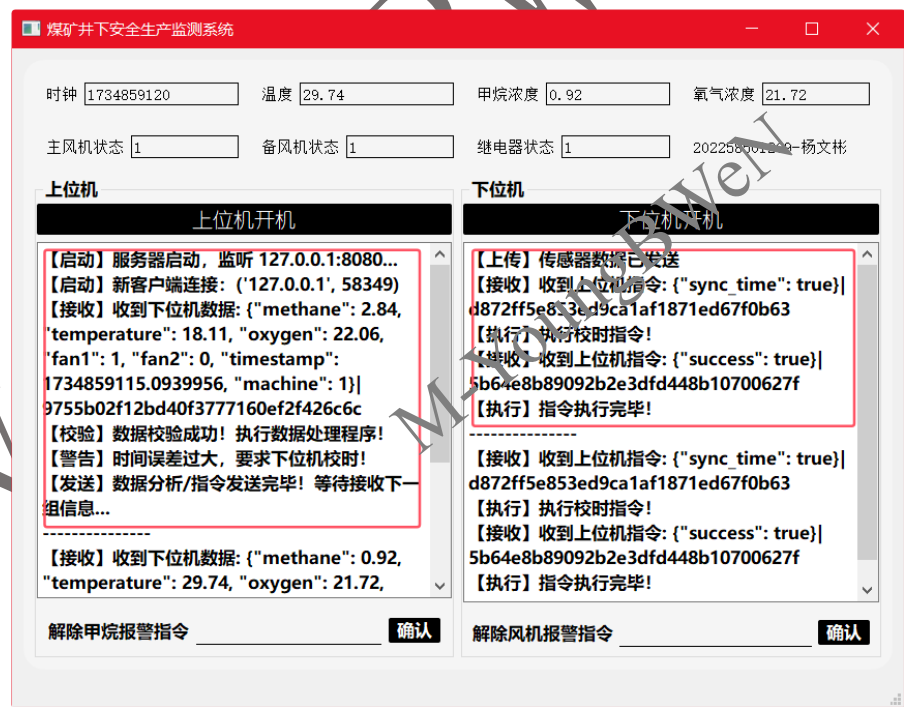 煤矿井下安全生产监测系统
时钟 1734859120 温度 29.74 甲烷浓度 0.92 氧气浓度 21.72
主风机状态 1 备风机状态 1 继电器状态 1 -杨文彬
上位机
上位机开机
【启动】服务器启动，监听 127.0.0.1:8080...
【启动】新客户端连接：('127.0.0.1', 58349)
【接收】收到下位机数据: {"methane": 2.84,
"temperature": 18.11, "oxygen": 22.06,
"fan1": 1, "fan2": 0, "timestamp":
1734859115.0939956, "machine": 1}|
9755b02f12bd40f3777160ef2f426c6c
【校验】数据校验成功！执行数据处理程序！
【警告】时间误差过大，要求下位机校时！
【发送】数据分析/指令发送完毕！等待接收下一
组信息...
---------------
【接收】收到下位机数据: {"methane": 0.92,
"temperature": 29.74, "oxygen": 21.72,
解除甲烷报警指令 确认
下位机
下位机开机
【上传】传感器数据已发送
【接收】收到上位机指令: {"sync_time": true}|
d872ff5e853ed9ca1af1871ed67f0b63
【执行】执行校时指令！
【接收】收到上位机指令: {"success": true}|
5b64e8b89092b2e3dfd448b10700627f
【执行】指令执行完毕！
---------------
【接收】收到上位机指令: {"sync_time": true}|
d872ff5e853ed9ca1af1871ed67f0b63
【执行】执行校时指令！
【接收】收到上位机指令: {"success": true}|
5b64e8b89092b2e3dfd448b10700627f
【执行】指令执行完毕！
解除风机报警指令 确认
M-YoungBWeN